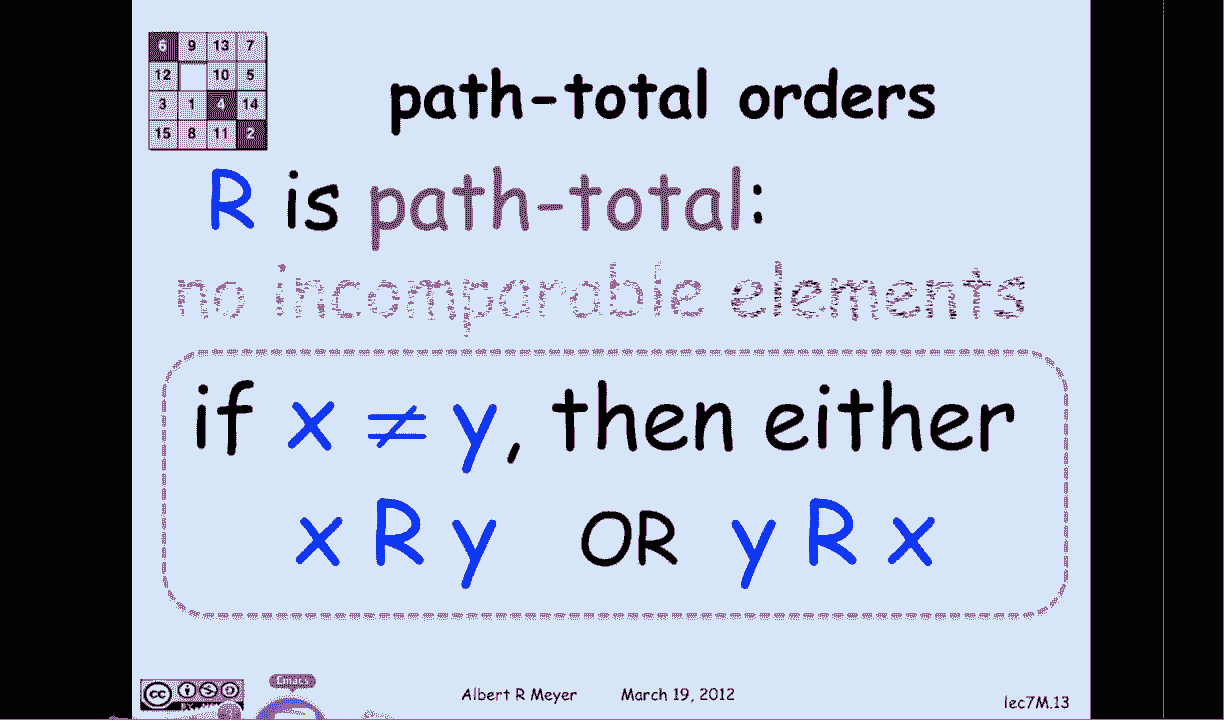 6 9 13 7
12 10 5
3 1 4 14
15 8 11 2
path-total orders
R is path-total:
no incomparable elements
if x ≠ y, then either
x R y OR y R x
cc
Emacs
Albert R Meyer March 19, 2012
lec7M.13